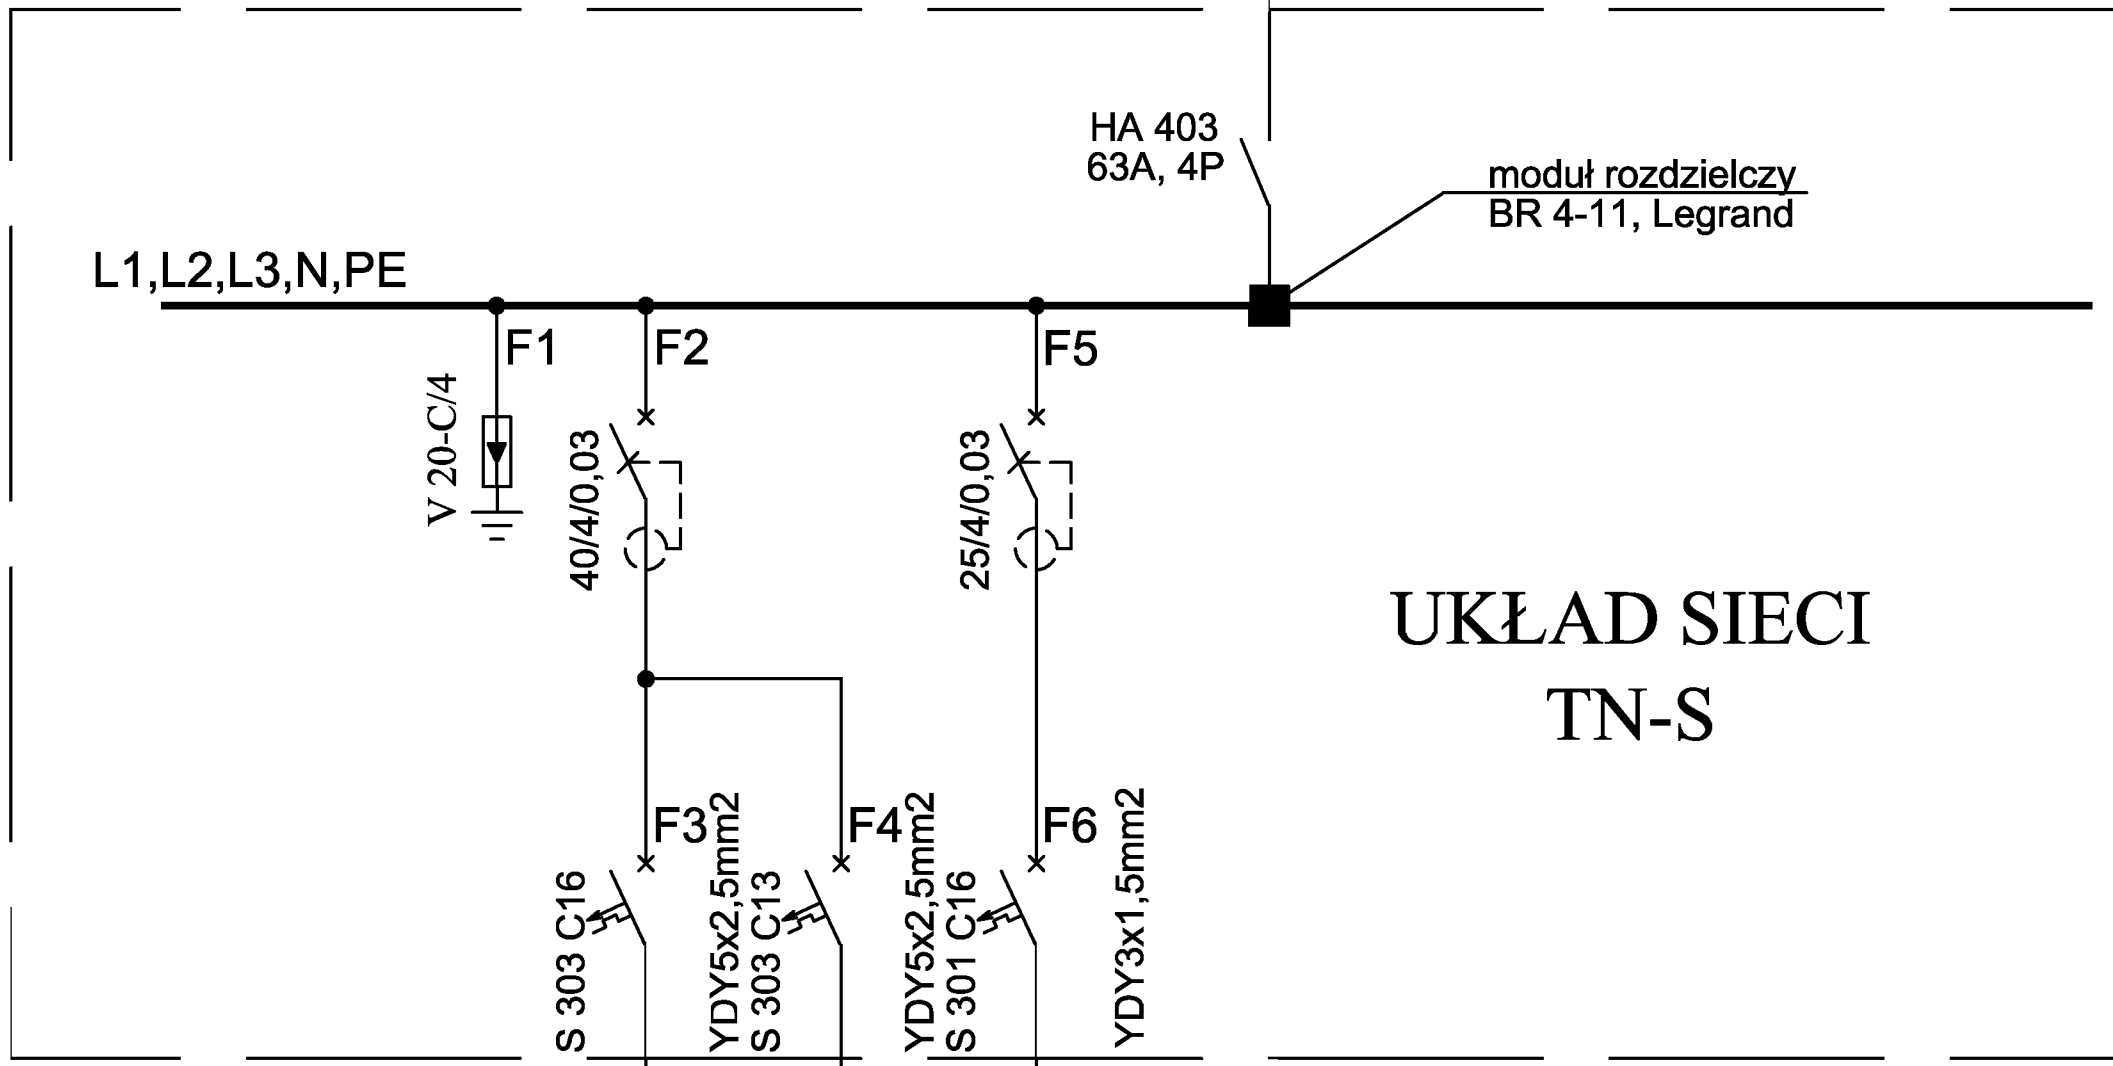 HA 403
63A, 4P
moduł rozdzielczy
BR 4-11, Legrand
L1,L2,L3,N,PE
F1
F2
F5
V 20-C/4
40/4/0,03
25/4/0,03
UKŁAD SIECI
TN-S
F3
F4
F6
S 303 C16
YDY5x2,5mm2
S 303 C13
YDY5x2,5mm2
S 301 C16
YDY3x1,5mm2